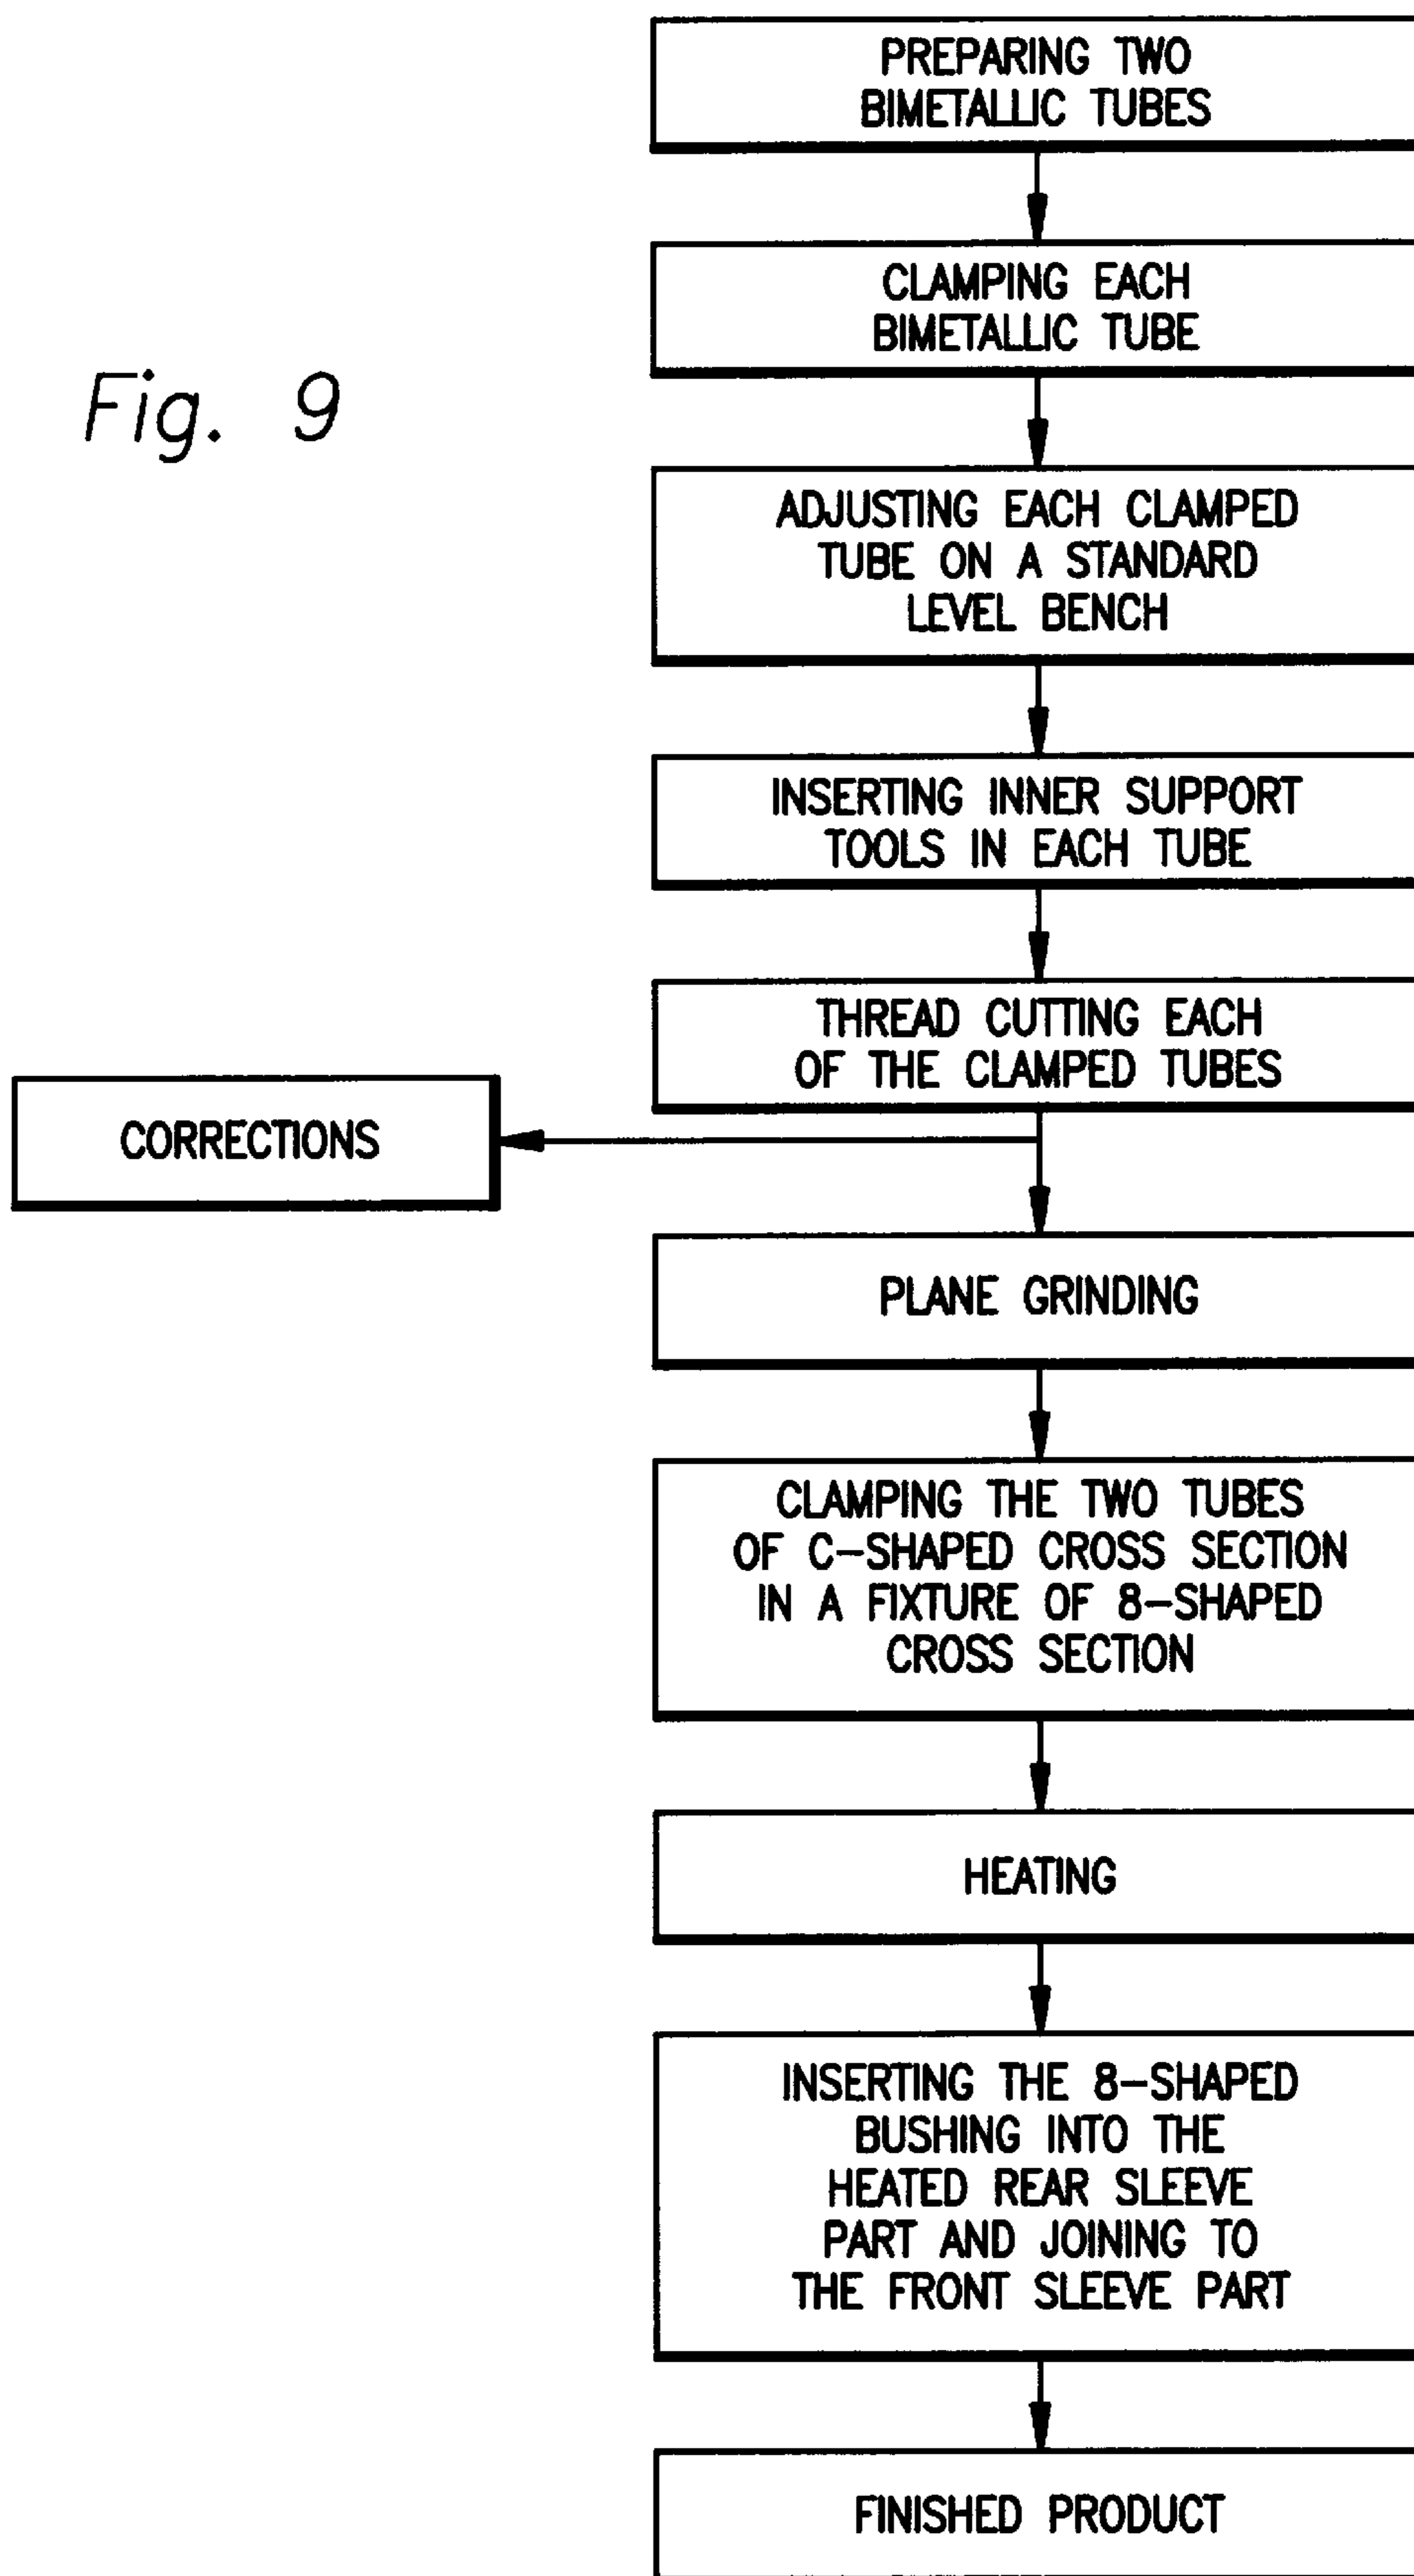 PREPARING TWO
BIMETALLIC TUBES
CLAMPING EACH
BIMETALLIC TUBE
Fig. 9
ADJUSTING EACH CLAMPED
TUBE ON A STANDARD
LEVEL BENCH
INSERTING INNER SUPPORT
TOOLS IN EACH TUBE
THREAD CUTTING EACH
OF THE CLAMPED TUBES
CORRECTIONS
PLANE GRINDING
CLAMPING THE TWO TUBES
OF C-SHAPED CROSS SECTION
IN A FIXTURE OF 8-SHAPED
CROSS SECTION
HEATING
INSERTING THE 8-SHAPED
BUSHING INTO THE
HEATED REAR SLEEVE
PART AND JOINING TO
THE FRONT SLEEVE PART
FINISHED PRODUCT